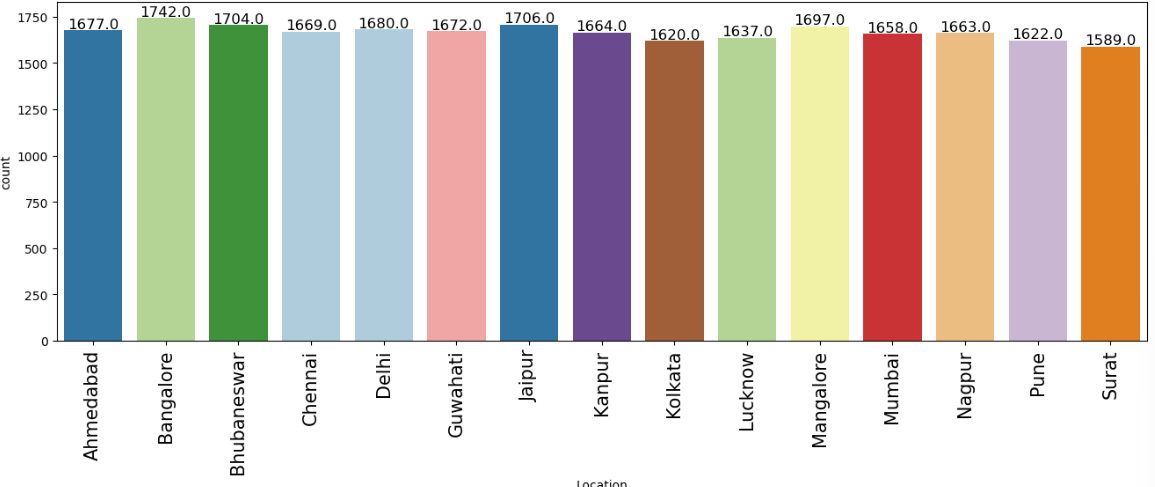 1742.0
1677.0
1704.0
1669.0
1680.0
1672.0
1706.0
1664.0
1620.0
1637.0
1697.0
1658.0
1663.0
1622.0
1589.0
1750
1500
1250
1000
750
500
250
0
count
Ahmedabad
Bangalore
Bhubaneswar
Chennai
Delhi
Guwahati
Jaipur
Kanpur
Kolkata
Lucknow
Mangalore
Mumbai
Nagpur
Pune
Surat
Location